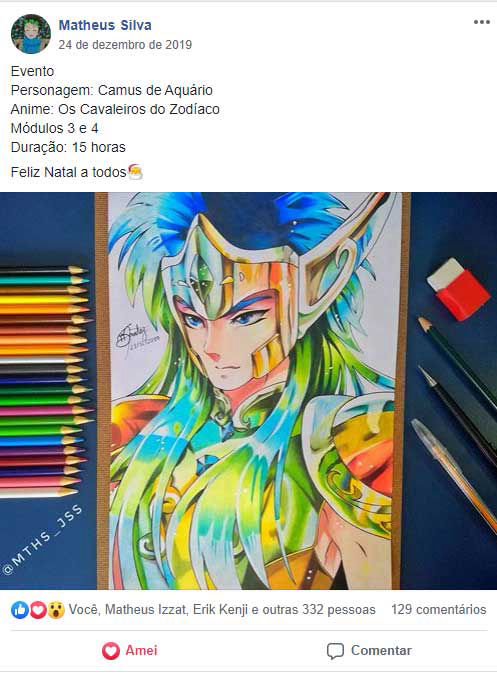 Matheus Silva
24 de dezembro de 2019
Evento
Personagem: Camus de Aquário
Anime: Os Cavaleiros do Zodíaco
Módulos 3 e 4
Duração: 15 horas
Feliz Natal a todos
@MTHS_JSS
Você, Matheus Izzat, Erik Kenji e outras 332 pessoas 129 comentários
Amei Comentar